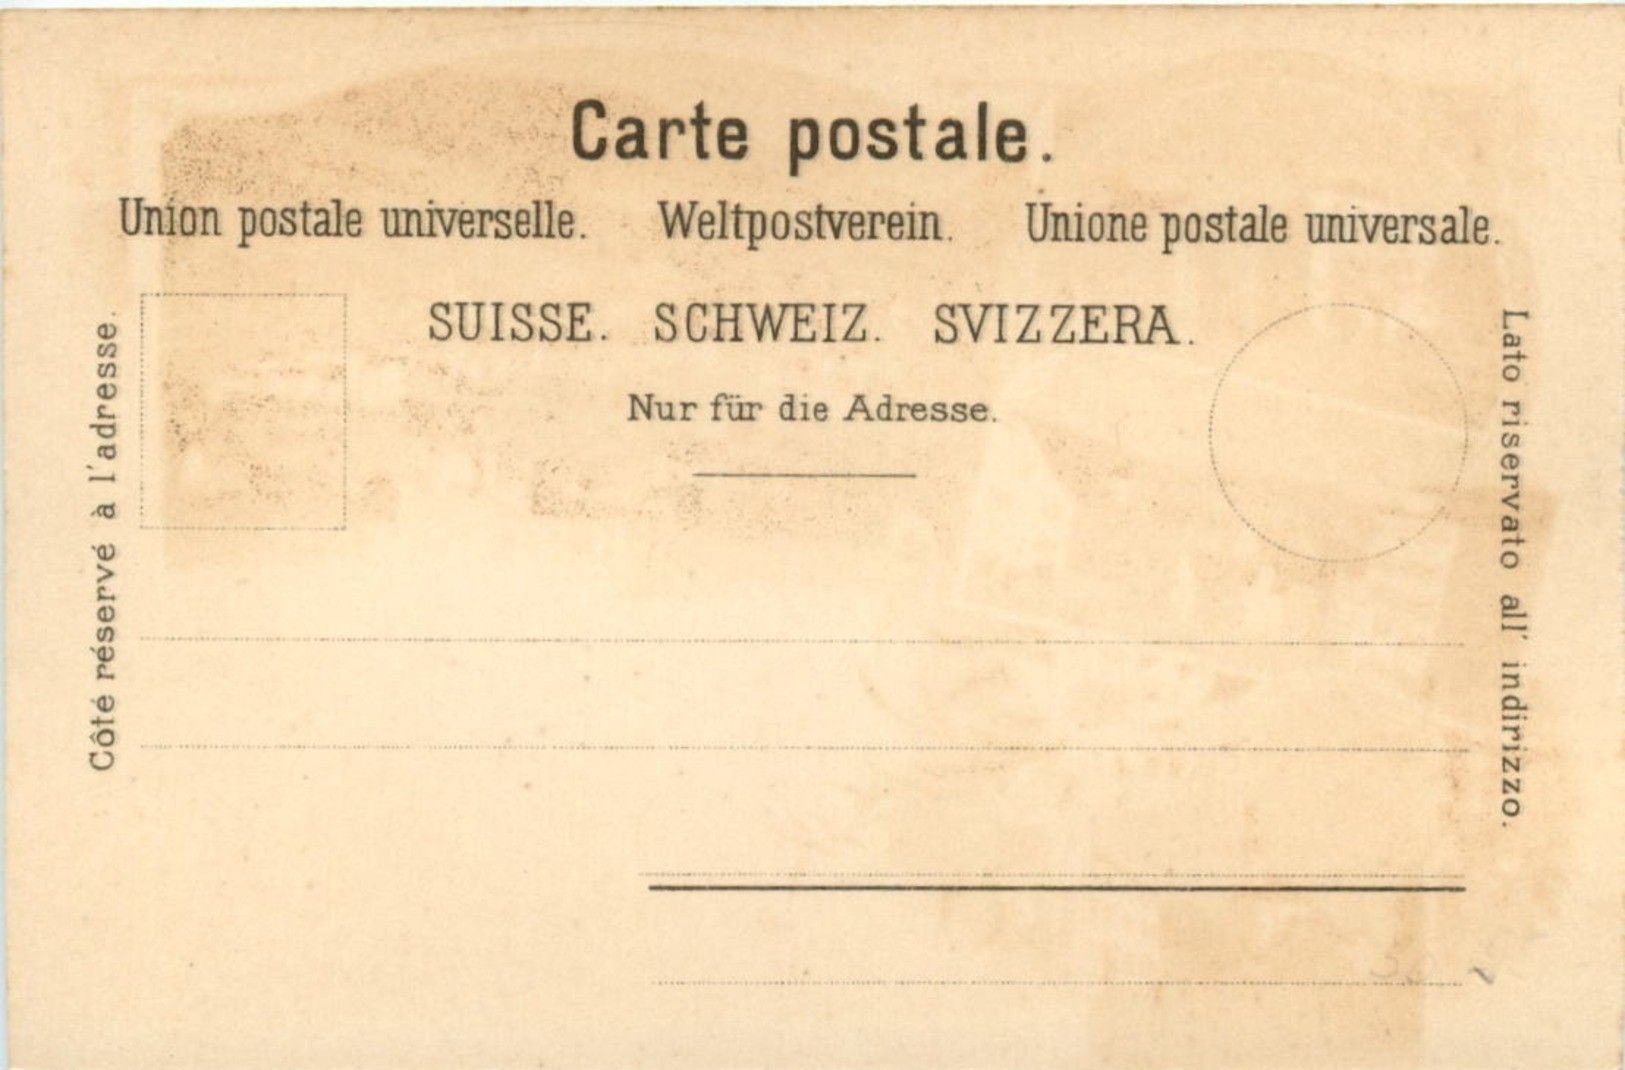 Carte postale.
Union postale universelle. Weltpostverein. Unione postale universale.
SUISSE. SCHWEIZ. SVIZZERA.
Nur für die Adresse.
Côté réservé à l'adresse.
Lato riservato all' indirizzo.